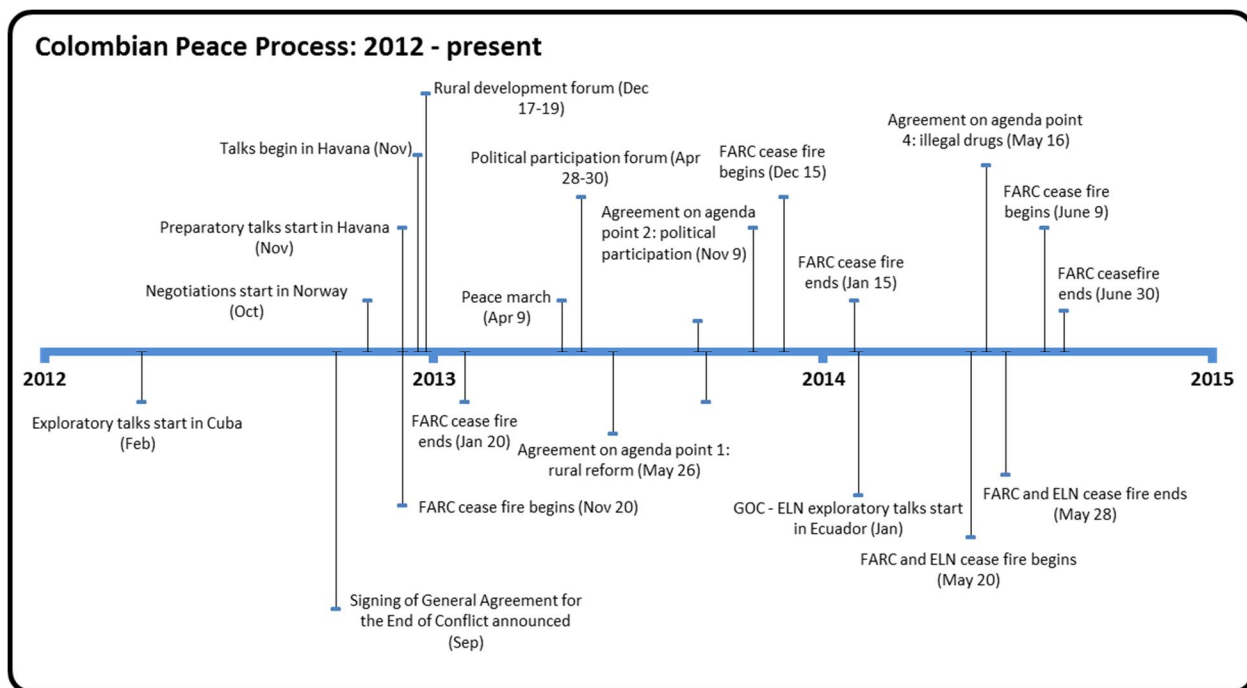 Colombian Peace Process: 2012 - present
Rural development forum (Dec
17-19)
Talks begin in Havana (Nov)
Political participation forum (Apr
28-30)
FARC cease fire
begins (Dec 15)
Agreement on agenda point
4: illegal drugs (May 16)
Preparatory talks start in Havana
(Nov)
Agreement on agenda
point 2: political
participation (Nov 9)
FARC cease fire
begins (June 9)
Negotiations start in Norway
(Oct)
Peace march
(Apr 9)
FARC cease fire
ends (Jan 15)
FARC ceasefire
ends (June 30)
2012
2013
2014
2015
Exploratory talks start in Cuba
(Feb)
FARC cease fire
ends (Jan 20)
Agreement on agenda point 1:
rural reform (May 26)
FARC cease fire begins (Nov 20)
GOC - ELN exploratory talks start
in Ecuador (Jan)
FARC and ELN cease fire ends
(May 28)
FARC and ELN cease fire begins
(May 20)
Signing of General Agreement for
the End of Conflict announced
(Sep)